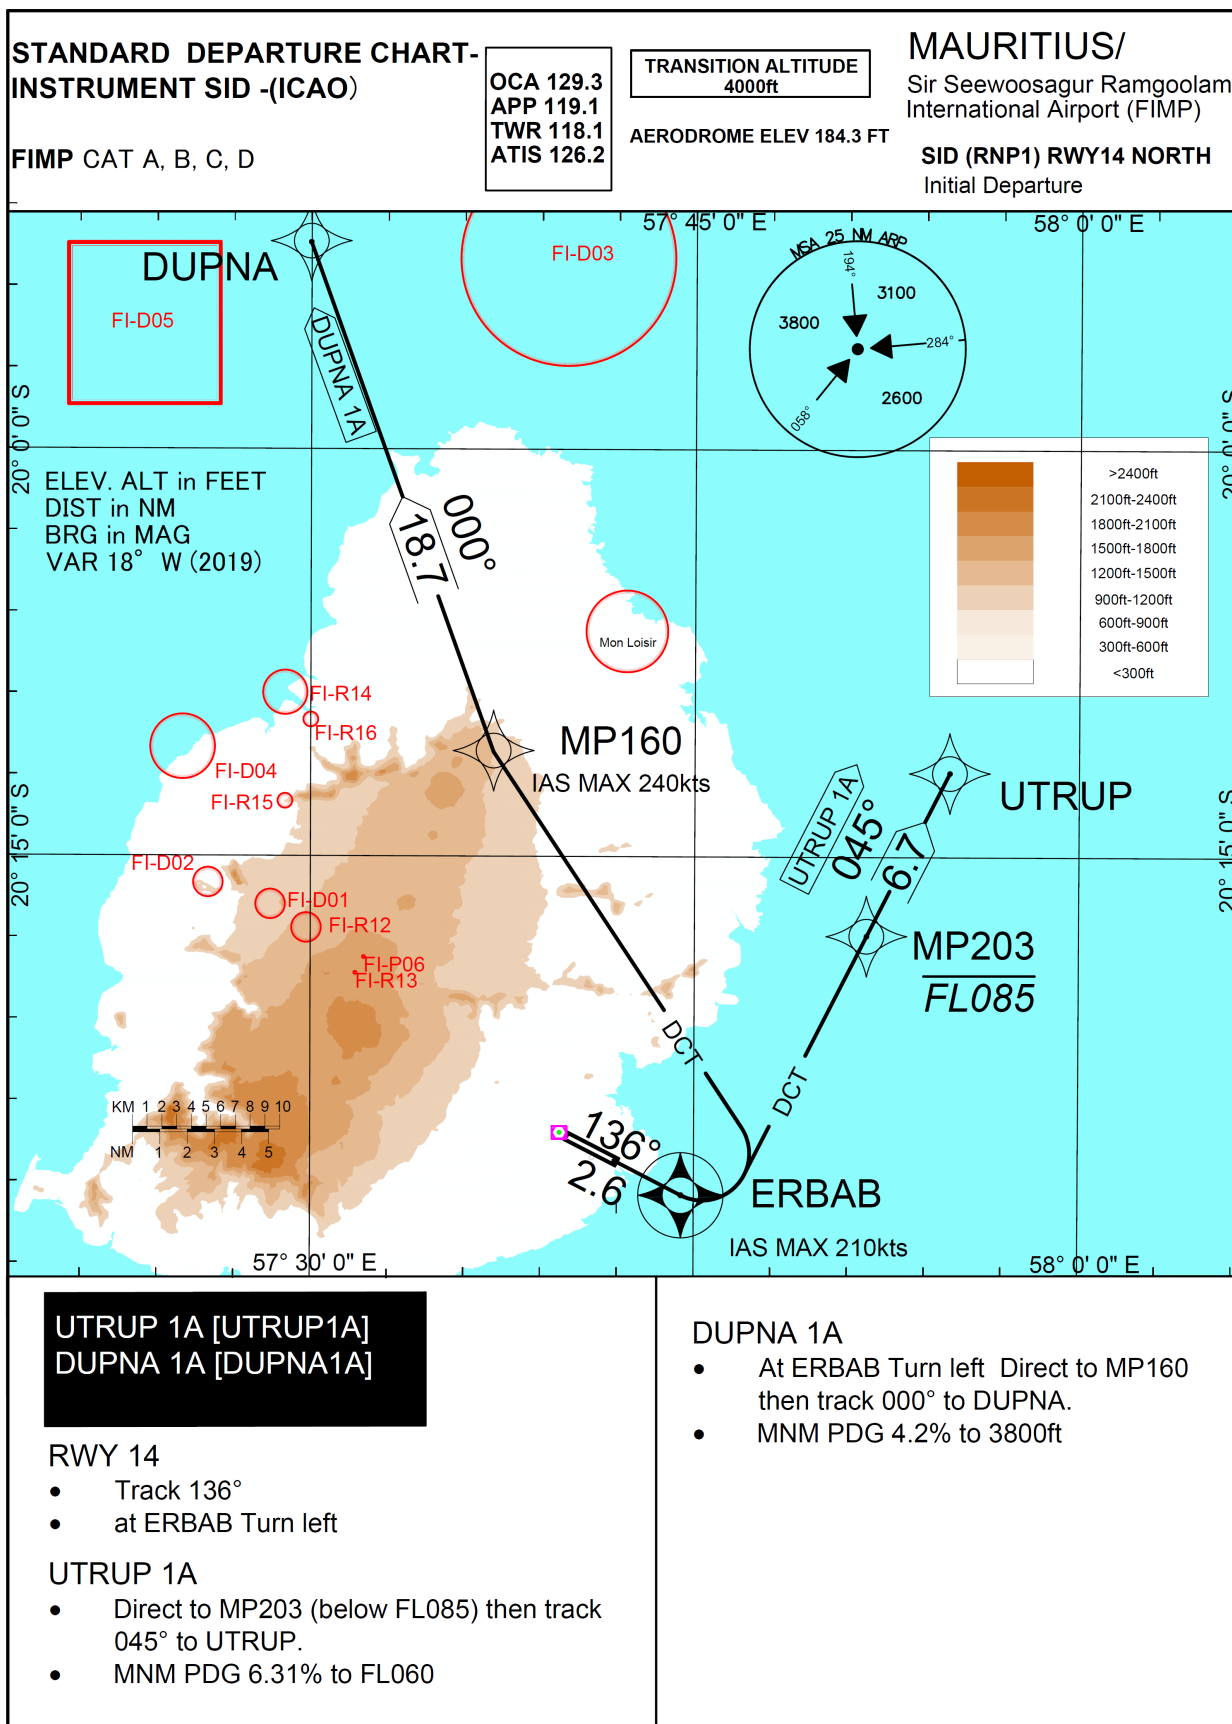 STANDARD DEPARTURE CHART-
INSTRUMENT SID -(ICAO)
FIMP CAT A, B, C, D
OCA 129.3
APP 119.1
TWR 118.1
ATIS 126.2
TRANSITION ALTITUDE
4000ft
AERODROME ELEV 184.3 FT
MAURITIUS/
Sir Seewoosagur Ramgoolam
International Airport (FIMP)
SID (RNP1) RWY14 NORTH
Initial Departure
57° 45' 0" E
58° 0' 0" E
DUPNA
FI-D05
FI-D03
DUPNA 1A
MSA 25 NM ARP
194°
3100
3800
284°
2600
058°
20° 0' 0" S
20° 0' 0" S
ELEV. ALT in FEET
DIST in NM
BRG in MAG
VAR 18° W (2019)
>2400ft
2100ft-2400ft
1800ft-2100ft
1500ft-1800ft
1200ft-1500ft
900ft-1200ft
600ft-900ft
300ft-600ft
<300ft
000°
18.7
Mon Loisir
FI-R14
FI-R16
FI-D04
FI-R15
MP160
IAS MAX 240kts
UTRUP
UTRUP 1A
045°
6.7
20° 15' 0" S
20° 15' 0" S
FI-D02
FI-D01
FI-R12
FI-P06
FI-R13
MP203
FL085
DCT
DCT
KM 1 2 3 4 5 6 7 8 9 10
NM 1 2 3 4 5
136°
2.6
ERBAB
IAS MAX 210kts
57° 30' 0" E
58° 0' 0" E
UTRUP 1A [UTRUP1A]
DUPNA 1A [DUPNA1A]
RWY 14
• Track 136°
• at ERBAB Turn left
UTRUP 1A
• Direct to MP203 (below FL085) then track
045° to UTRUP.
• MNM PDG 6.31% to FL060
DUPNA 1A
• At ERBAB Turn left Direct to MP160
then track 000° to DUPNA.
• MNM PDG 4.2% to 3800ft